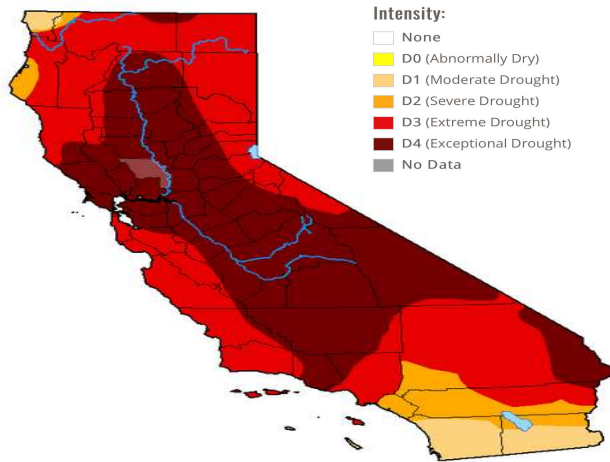 Intensity:
None
D0 (Abnormally Dry)
D1 (Moderate Drought)
D2 (Severe Drought)
D3 (Extreme Drought)
D4 (Exceptional Drought)
No Data